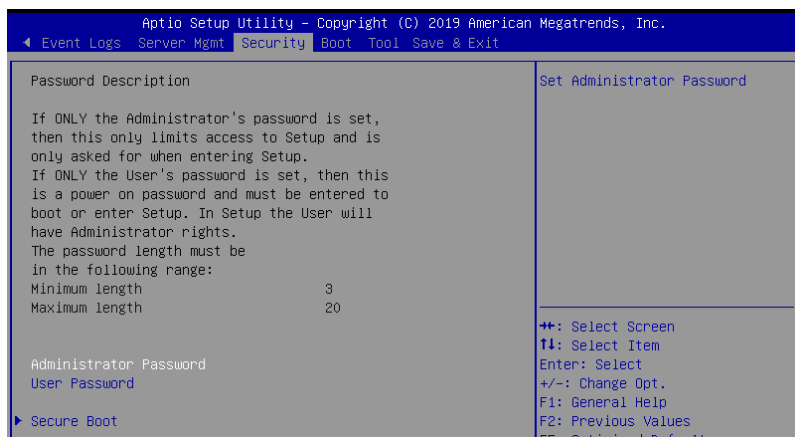 Aptio Setup Utility – Copyright (C) 2019 American Megatrends, Inc.
Event Logs Server Mgmt Security Boot Tool Save & Exit
Password Description
If ONLY the Administrator's password is set,
then this only limits access to Setup and is
only asked for when entering Setup.
If ONLY the User's password is set, then this
is a power on password and must be entered to
boot or enter Setup. In Setup the User will
have Administrator rights.
The password length must be
in the following range:
Minimum length 3
Maximum length 20
Administrator Password
User Password
Secure Boot
Set Administrator Password
→←: Select Screen
↑↓: Select Item
Enter: Select
+/-: Change Opt.
F1: General Help
F2: Previous Values